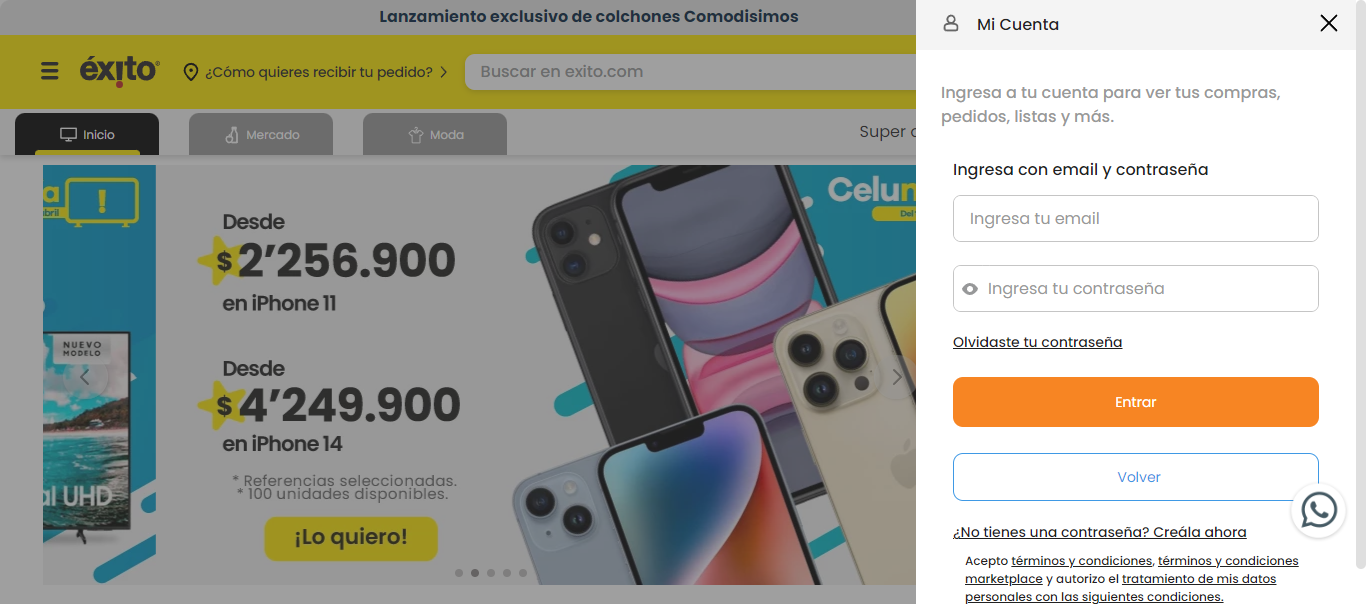 Lanzamiento exclusivo de colchones Comodisimos
Mi Cuenta
éxito
¿Cómo quieres recibir tu pedido?
Buscar en exito.com
Inicio
Mercado
Moda
Super
Ingresa a tu cuenta para ver tus compras,
pedidos, listas y más.
Ingresa con email y contraseña
Ingresa tu email
Ingresa tu contraseña
Olvidaste tu contraseña
Entrar
Volver
¿No tienes una contraseña? Creála ahora
Acepto términos y condiciones, términos y condiciones
marketplace y autorizo el tratamiento de mis datos
personales con las siguientes condiciones.
Desde
$2’256.900
en iPhone 11
Desde
$4’249.900
en iPhone 14
* Referencias seleccionadas.
* 100 unidades disponibles.
¡Lo quiero!
NUEVO
MODELO
al UHD
Celu
Del